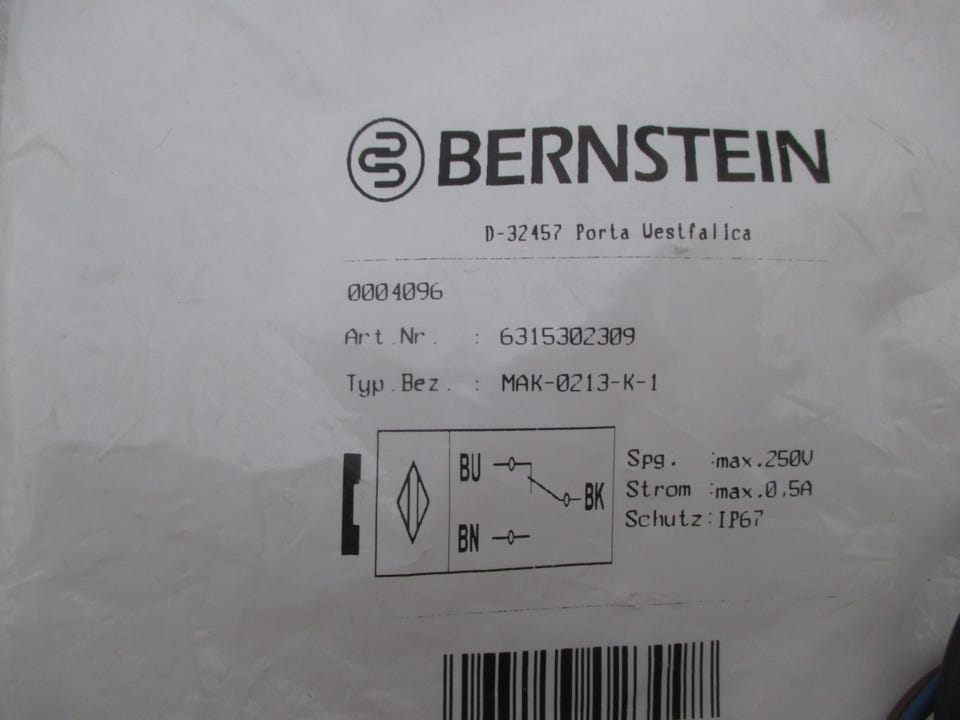 BERNSTEIN
D-32457 Porta Westfalica
0004096
Art.Nr. : 6315302309
Typ.Bez. : MAK-0213-K-1
BU
BK
BN
Spg. :max.250V
Strom :max.0,5A
Schutz:IP67